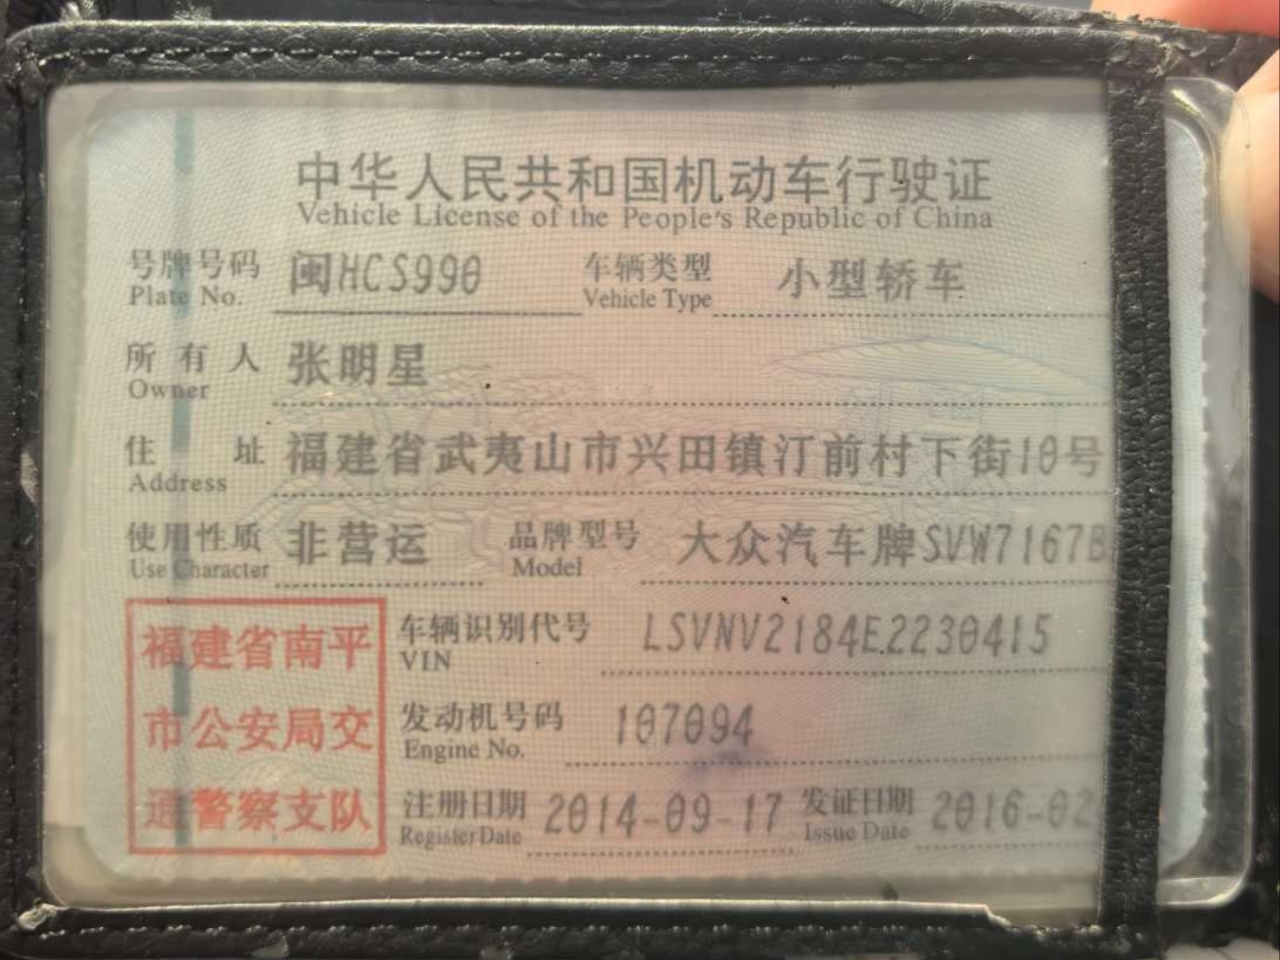 中华人民共和国机动车行驶证
Vehicle License of the People's Republic of China
号牌号码 闽HCS990 车辆类型 小型轿车
Plate No. Vehicle Type
所有人 张明星
Owner
住址 福建省武夷山市兴田镇汀前村下街10号
Address
使用性质 非营运 品牌型号 大众汽车牌SVW7167B
Use Character Model
福建省南平
市公安局交
通警察支队
车辆识别代号 LSVNV2184E2230415
VIN
发动机号码 107094
Engine No.
注册日期 2014-09-17 发证日期 2016-02
Register Date Issue Date